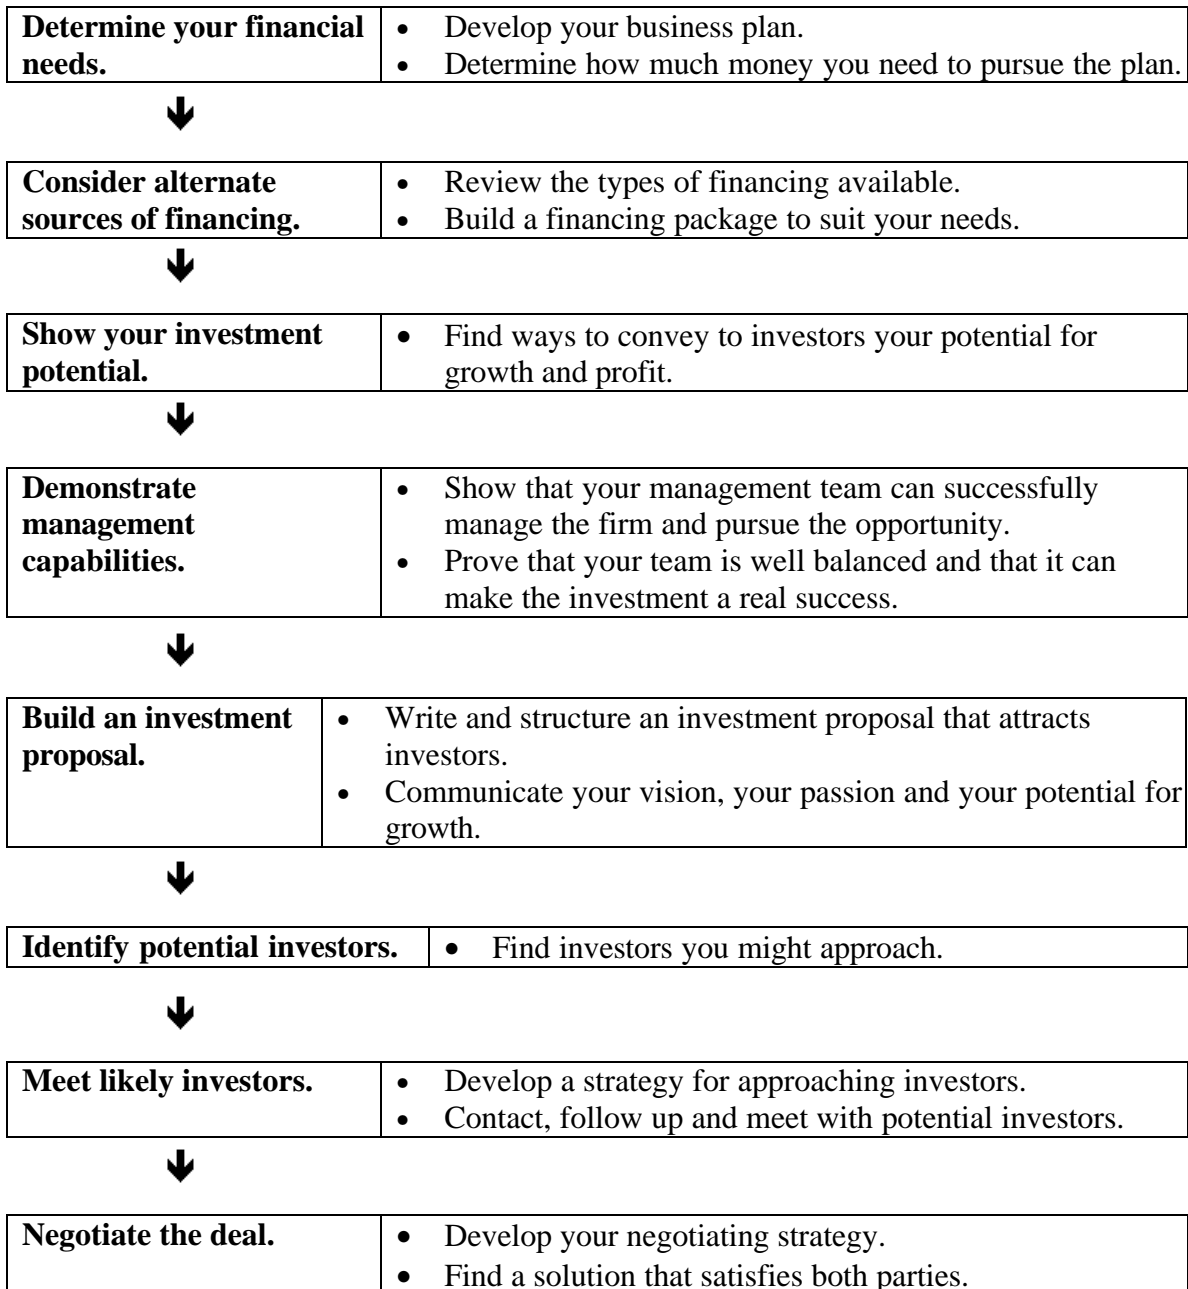 Determine your financial
needs.
• Develop your business plan.
• Determine how much money you need to pursue the plan.
Consider alternate
sources of financing.
• Review the types of financing available.
• Build a financing package to suit your needs.
Show your investment
potential.
• Find ways to convey to investors your potential for
growth and profit.
Demonstrate
management
capabilities.
• Show that your management team can successfully
manage the firm and pursue the opportunity.
• Prove that your team is well balanced and that it can
make the investment a real success.
Build an investment
proposal.
• Write and structure an investment proposal that attracts
investors.
• Communicate your vision, your passion and your potential for
growth.
Identify potential investors.
• Find investors you might approach.
Meet likely investors.
• Develop a strategy for approaching investors.
• Contact, follow up and meet with potential investors.
Negotiate the deal.
• Develop your negotiating strategy.
• Find a solution that satisfies both parties.